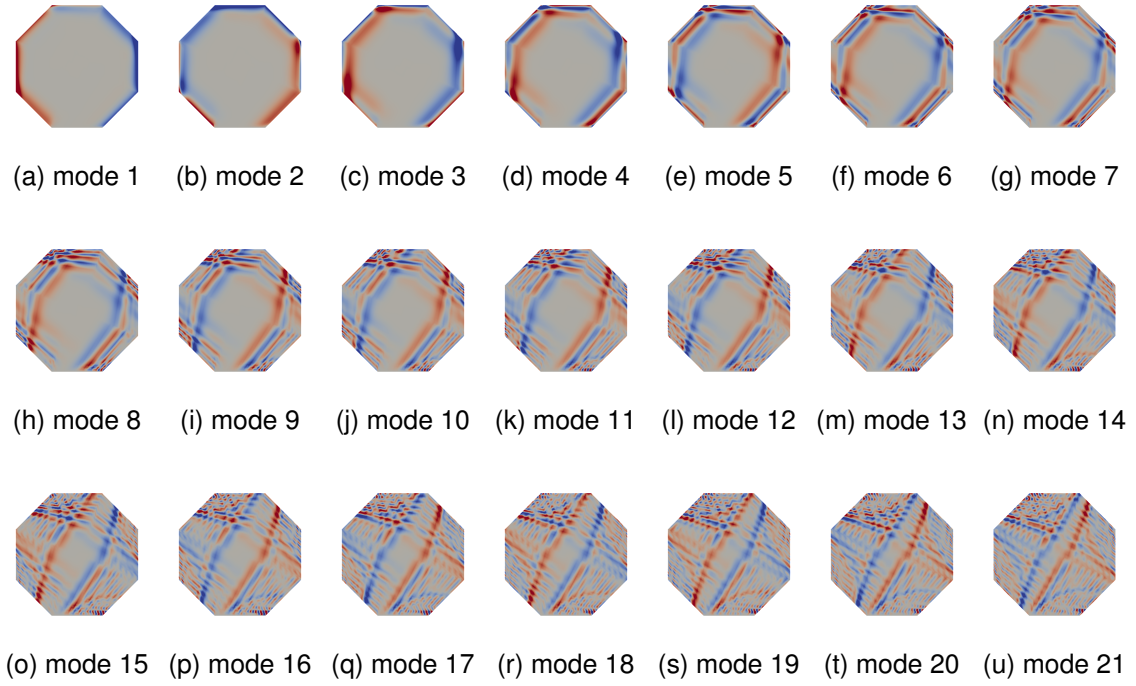 (a) mode 1 (b) mode 2 (c) mode 3 (d) mode 4 (e) mode 5 (f) mode 6 (g) mode 7
(h) mode 8 (i) mode 9 (j) mode 10 (k) mode 11 (l) mode 12 (m) mode 13 (n) mode 14
(o) mode 15 (p) mode 16 (q) mode 17 (r) mode 18 (s) mode 19 (t) mode 20 (u) mode 21